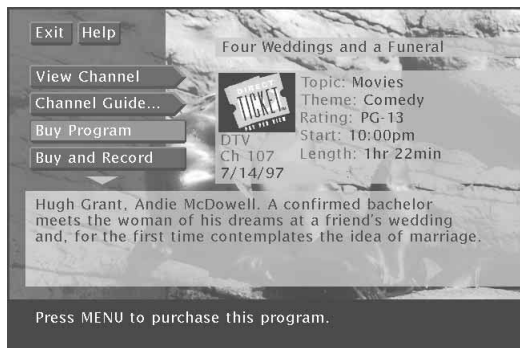 Exit Help
Four Weddings and a Funeral
View Channel
Channel Guide...
Buy Program
Buy and Record
DIRECT
TICKET
PAY PER VIEW
DTV
Ch 107
7/14/97
Topic: Movies
Theme: Comedy
Rating: PG-13
Start: 10:00pm
Length: 1hr 22min
Hugh Grant, Andie McDowell. A confirmed bachelor
meets the woman of his dreams at a friend's wedding
and, for the first time contemplates the idea of marriage.
Press MENU to purchase this program.